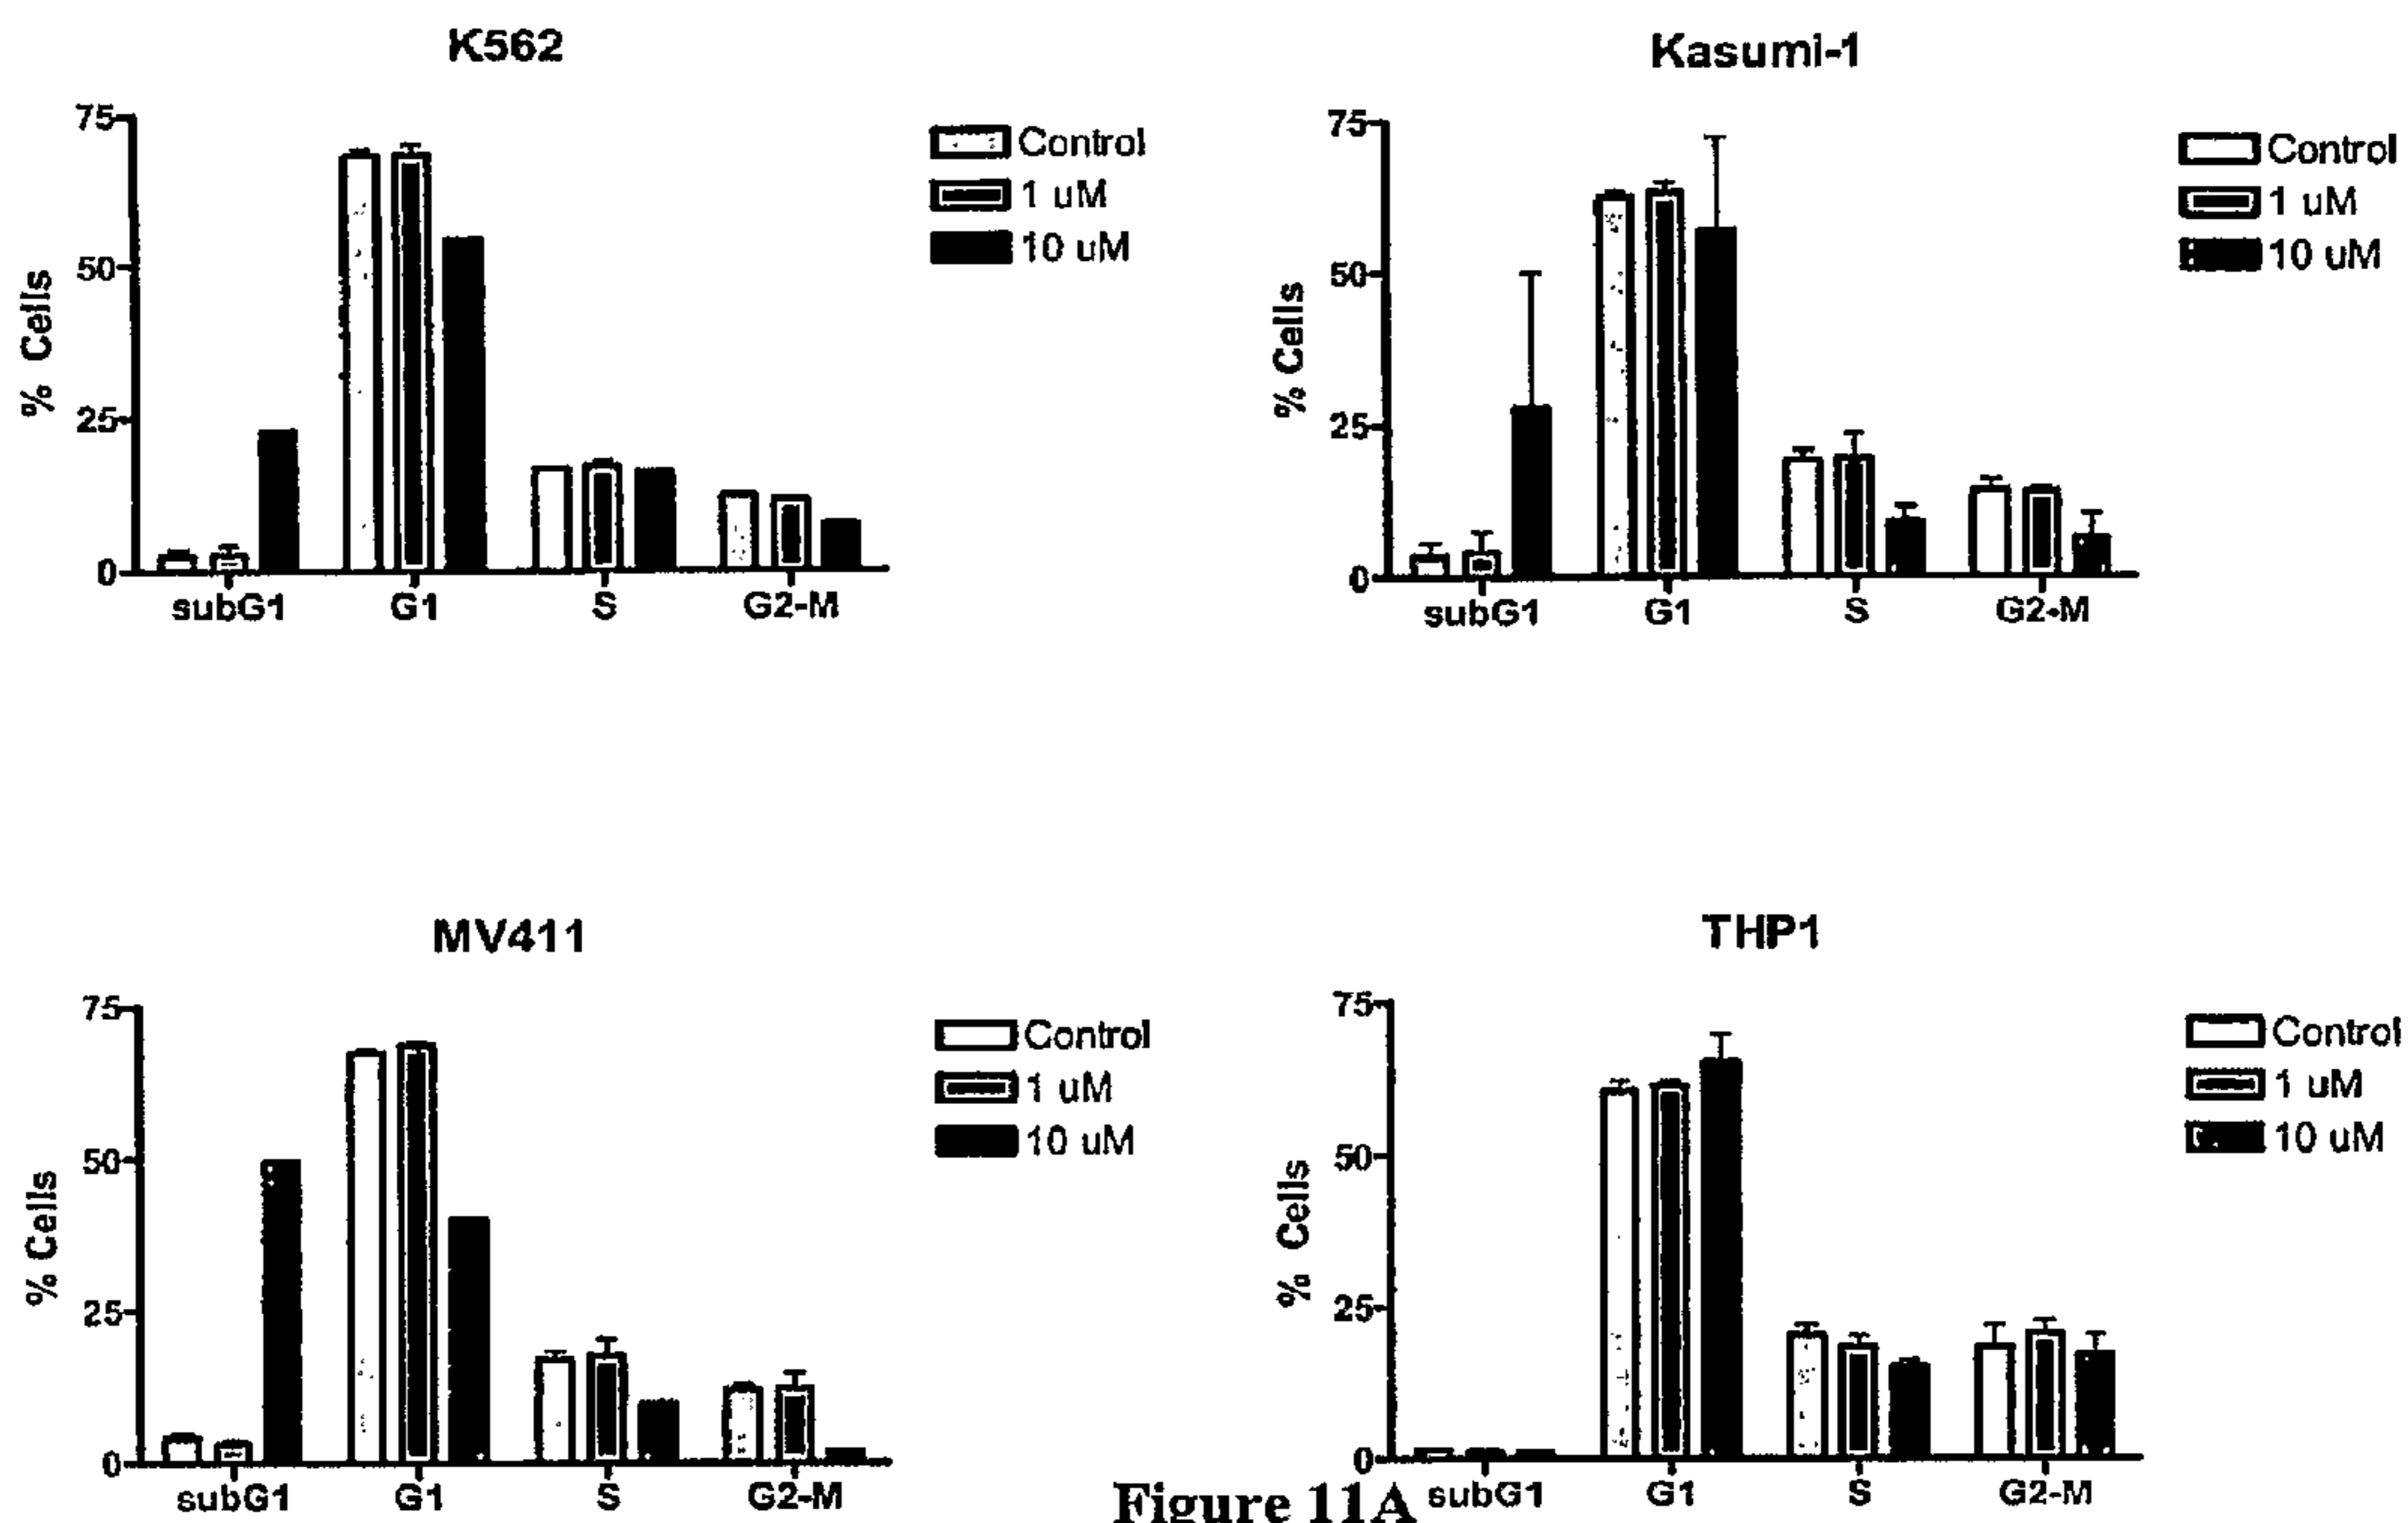 K562
75
50
25
0
% Cells
subG1 G1 S G2-M
Control
1 uM
10 uM
Kasumi-1
75
50
25
0
% Cells
subG1 G1 S G2-M
Control
1 uM
10 uM
MV411
75
50
25
0
% Cells
subG1 G1 S G2-M
Control
1 uM
10 uM
THP1
75
50
25
0
% Cells
subG1 G1 S G2-M
Control
1 uM
10 uM
Figure 11A